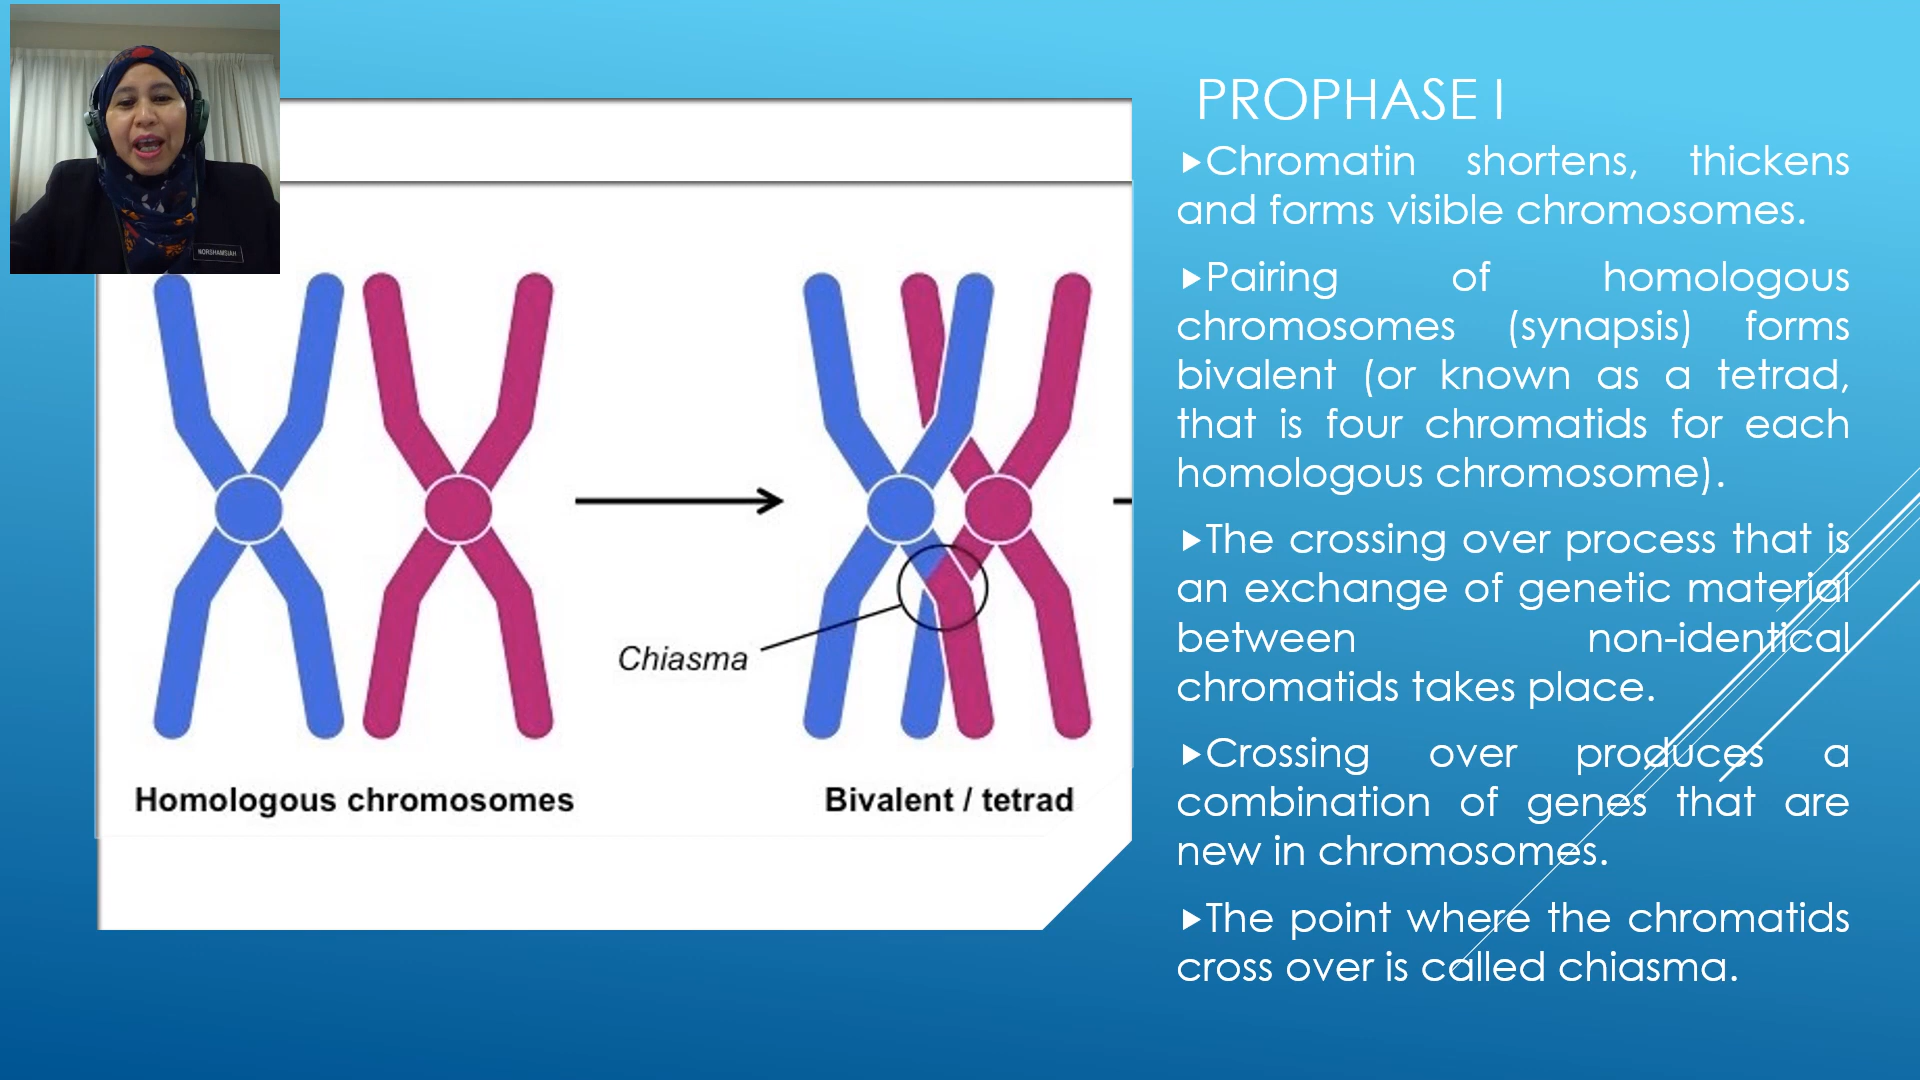 NORSHAMSIAH
PROPHASE I
Chromatin shortens, thickens
and forms visible chromosomes.
Pairing of homologous
chromosomes (synapsis) forms
bivalent (or known as a tetrad,
that is four chromatids for each
homologous chromosome).
The crossing over process that is
an exchange of genetic material
between non-identical
chromatids takes place.
Crossing over produces a
combination of genes that are
new in chromosomes.
The point where the chromatids
cross over is called chiasma.
Chiasma
Homologous chromosomes
Bivalent / tetrad